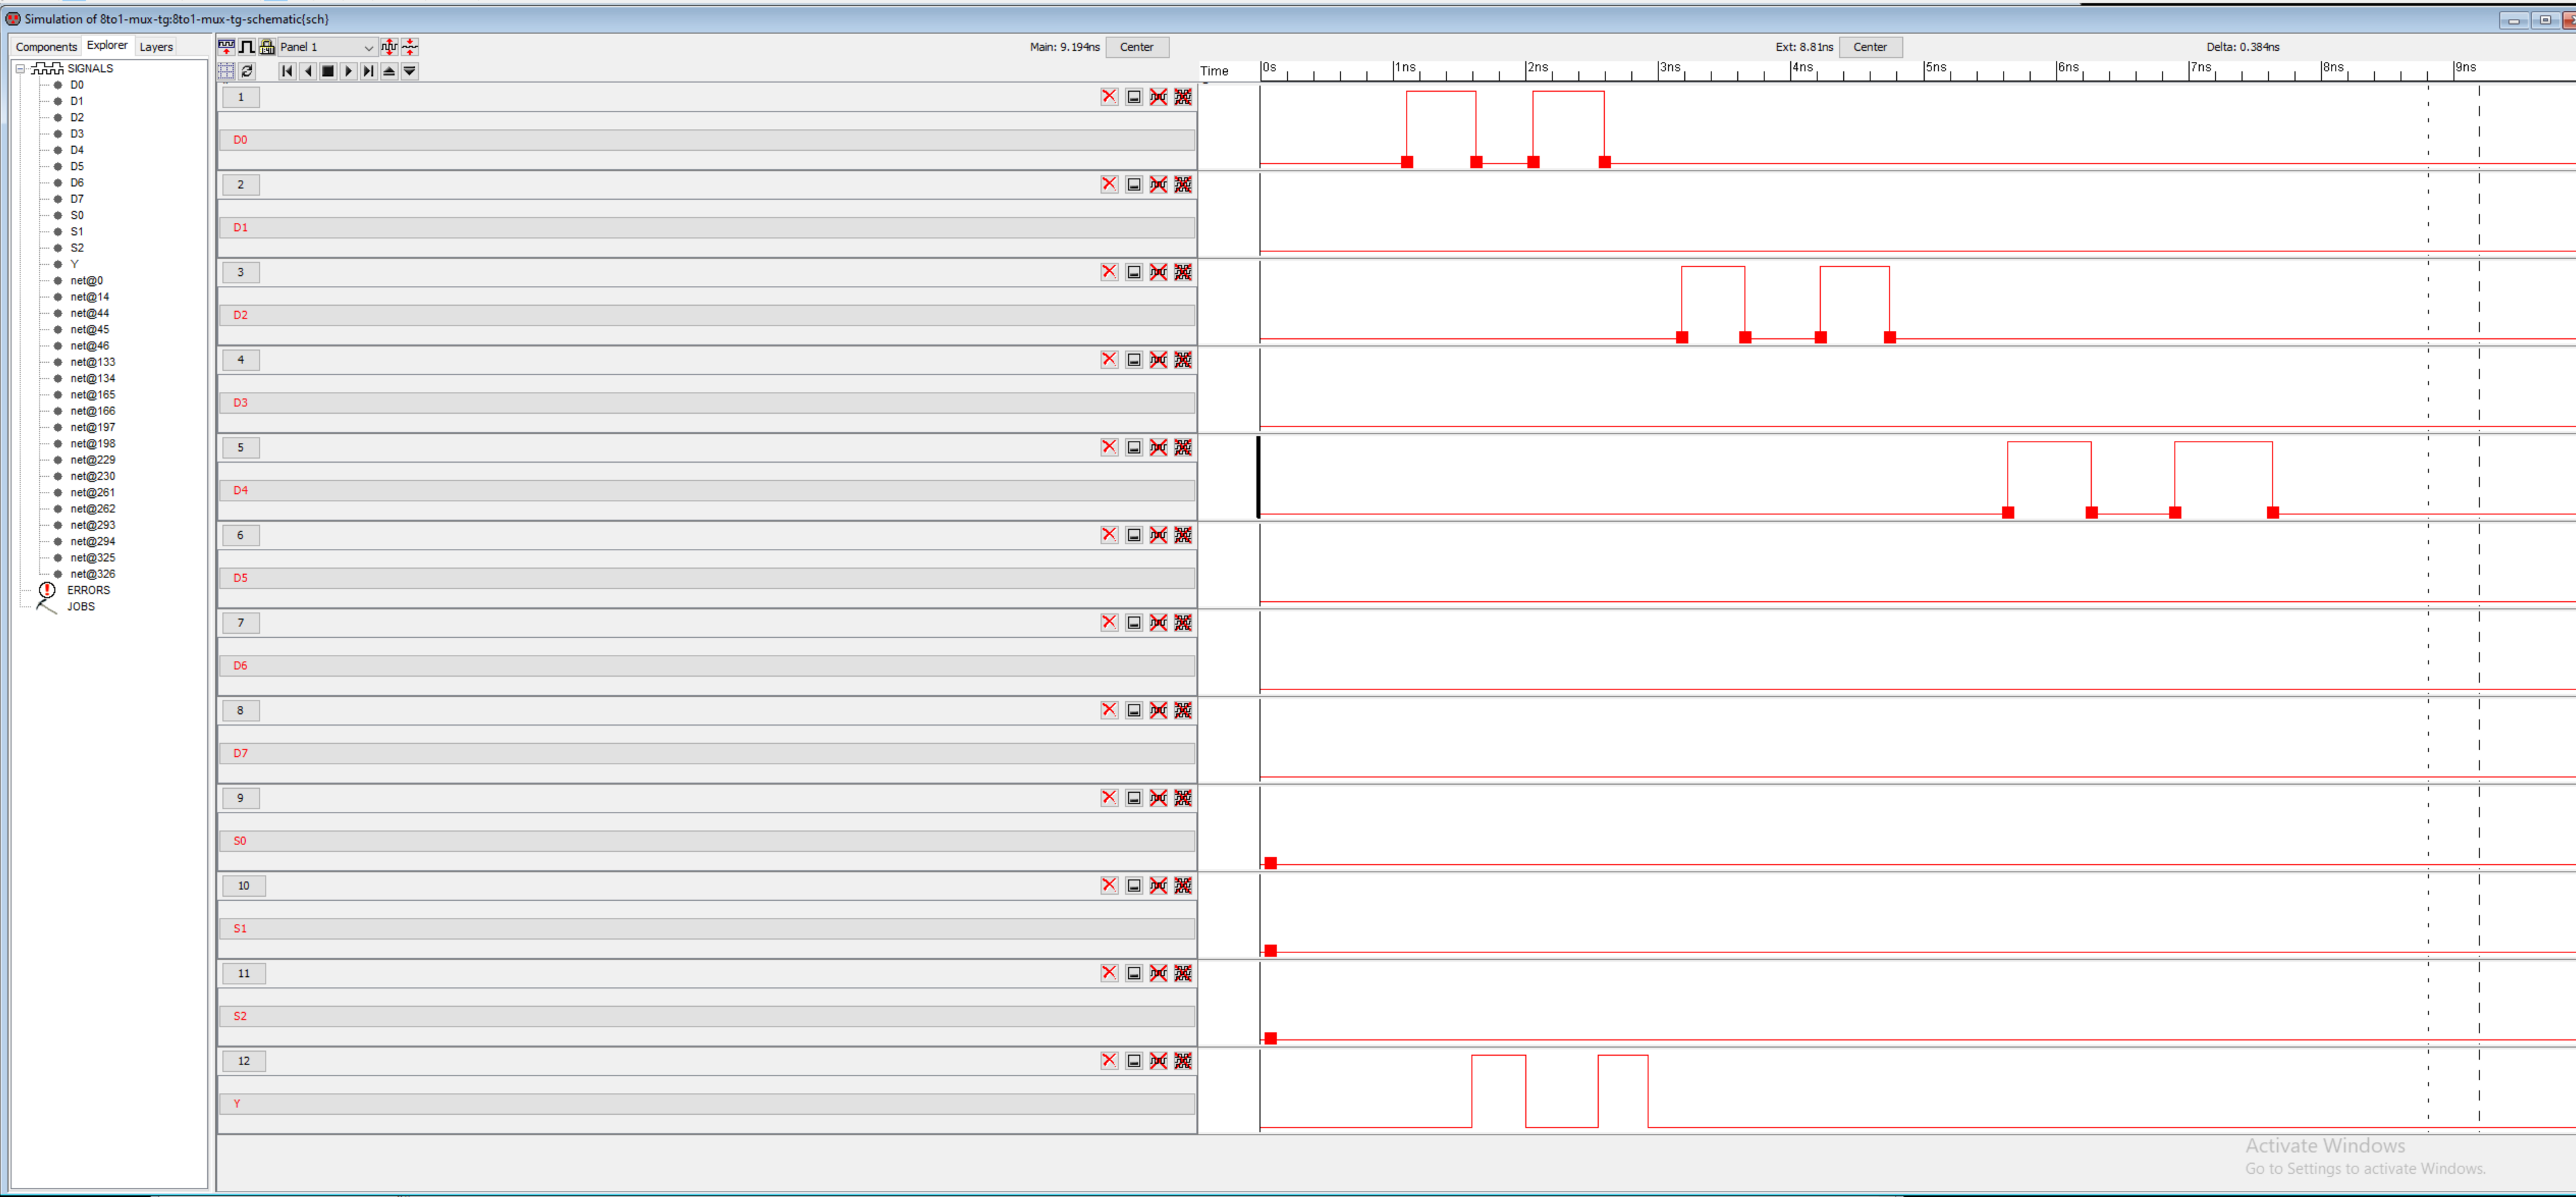 Simulation of 8to1-mux-tg:8to1-mux-tg-schematic{sch}
Components Explorer Layers
SIGNALS
D0
D1
D2
D3
D4
D5
D6
D7
S0
S1
S2
Y
net@0
net@14
net@44
net@45
net@46
net@133
net@134
net@165
net@166
net@197
net@198
net@229
net@230
net@261
net@262
net@293
net@294
net@325
net@326
ERRORS
JOBS
Panel 1 Main: 9.194ns Center Ext: 8.81ns Center Delta: 0.384ns
Time 0s 1ns 2ns 3ns 4ns 5ns 6ns 7ns 8ns 9ns
1
D0
2
D1
3
D2
4
D3
5
D4
6
D5
7
D6
8
D7
9
S0
10
S1
11
S2
12
Y
Activate Windows
Go to Settings to activate Windows.